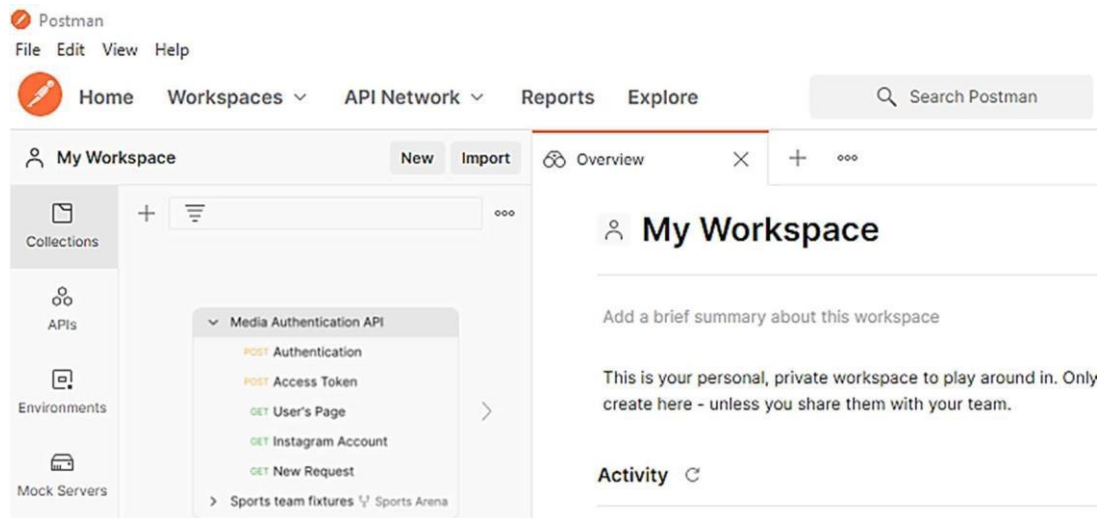 Postman
File Edit View Help
Home Workspaces API Network Reports Explore Search Postman
My Workspace New Import Overview
Collections
APIs
Environments
Mock Servers
Media Authentication API
POST Authentication
POST Access Token
GET User's Page
GET Instagram Account
GET New Request
Sports team fixtures Sports Arena
My Workspace
Add a brief summary about this workspace
This is your personal, private workspace to play around in. Only
create here - unless you share them with your team.
Activity